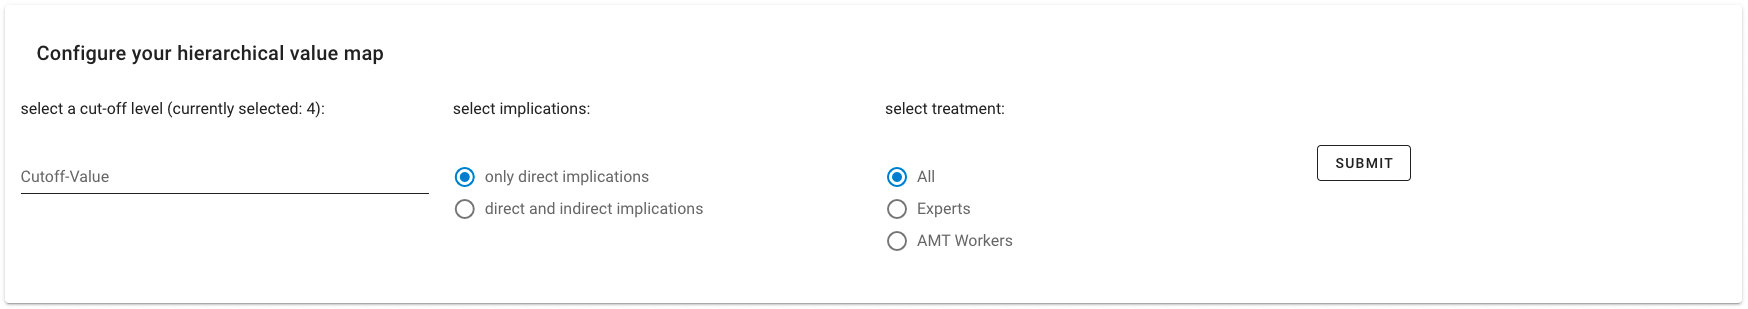 Configure your hierarchical value map
select a cut-off level (currently selected: 4):
Cutoff-Value
select implications:
only direct implications
direct and indirect implications
select treatment:
All
Experts
AMT Workers
SUBMIT